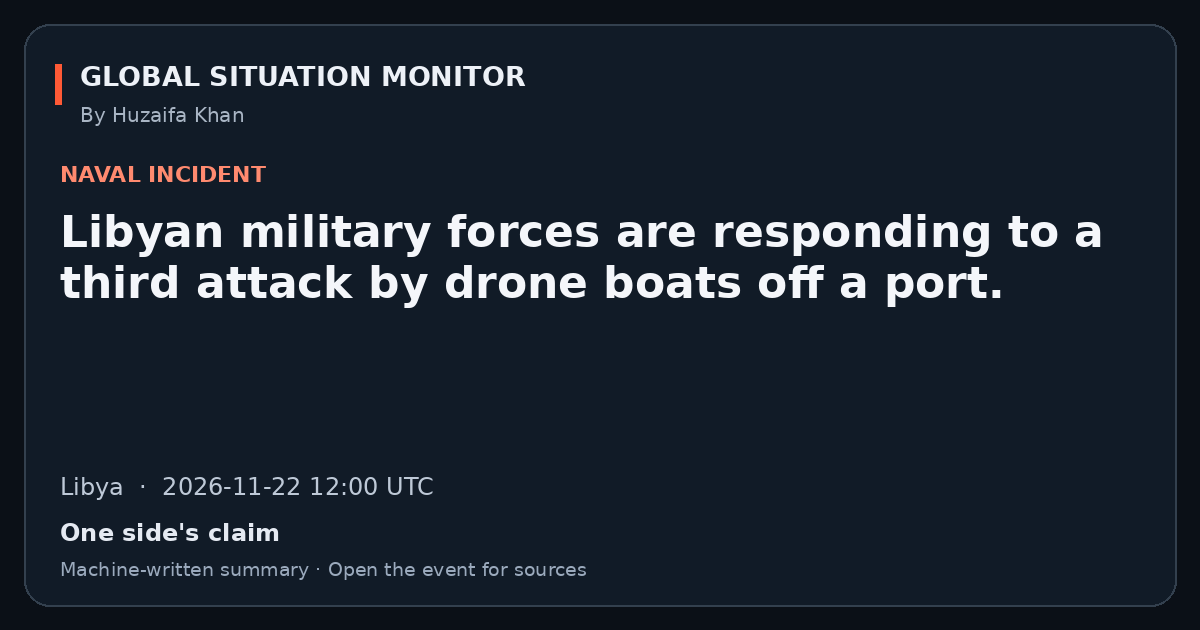 GLOBAL SITUATION MONITOR
By Huzaifa Khan
NAVAL INCIDENT
Libyan military forces are responding to a
third attack by drone boats off a port.
Libya · 2026-11-22 12:00 UTC
One side's claim
Machine-written summary · Open the event for sources